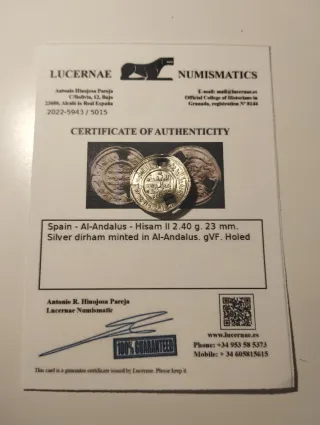 LUCERNAE NUMISMATICS
Antonio Hinojosa Pareja
C/Bolivia, 12, Bajo
23680, Alcalá la Real España
E-mail: mail@lucernae.es
Official College of Historians in
Granada, registration Nº 8144
2022-5943 / 5015
CERTIFICATE OF AUTHENTICITY
Spain - Al-Andalus - Hisam II 2.40 g. 23 mm.
Silver dirham minted in Al-Andalus. gVF. Holed
Antonio R. Hinojosa Pareja
Lucernae Numismatic
100% GUARANTEED
www.lucernae.es
Phone: +34 953 58 5373
Mobile: + 34 605815615
This card is a guarantee certificate issued by Lucernae. Please keep it